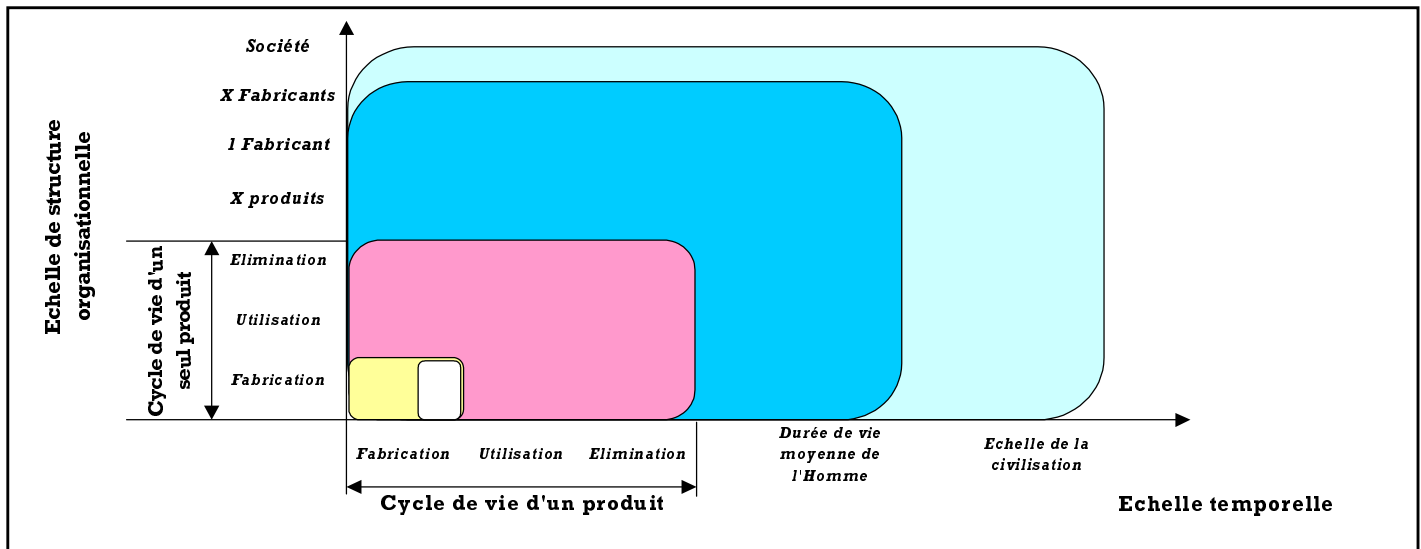 Société
X Fabricants
1 Fabricant
X produits
Elimination
Utilisation
Fabrication
Echelle de structure
organisationnelle
Cycle de vie d'un
seul produit
Fabrication
Utilisation
Elimination
Durée de vie
moyenne de
l'Homme
Echelle de la
civilisation
Cycle de vie d'un produit
Echelle temporelle